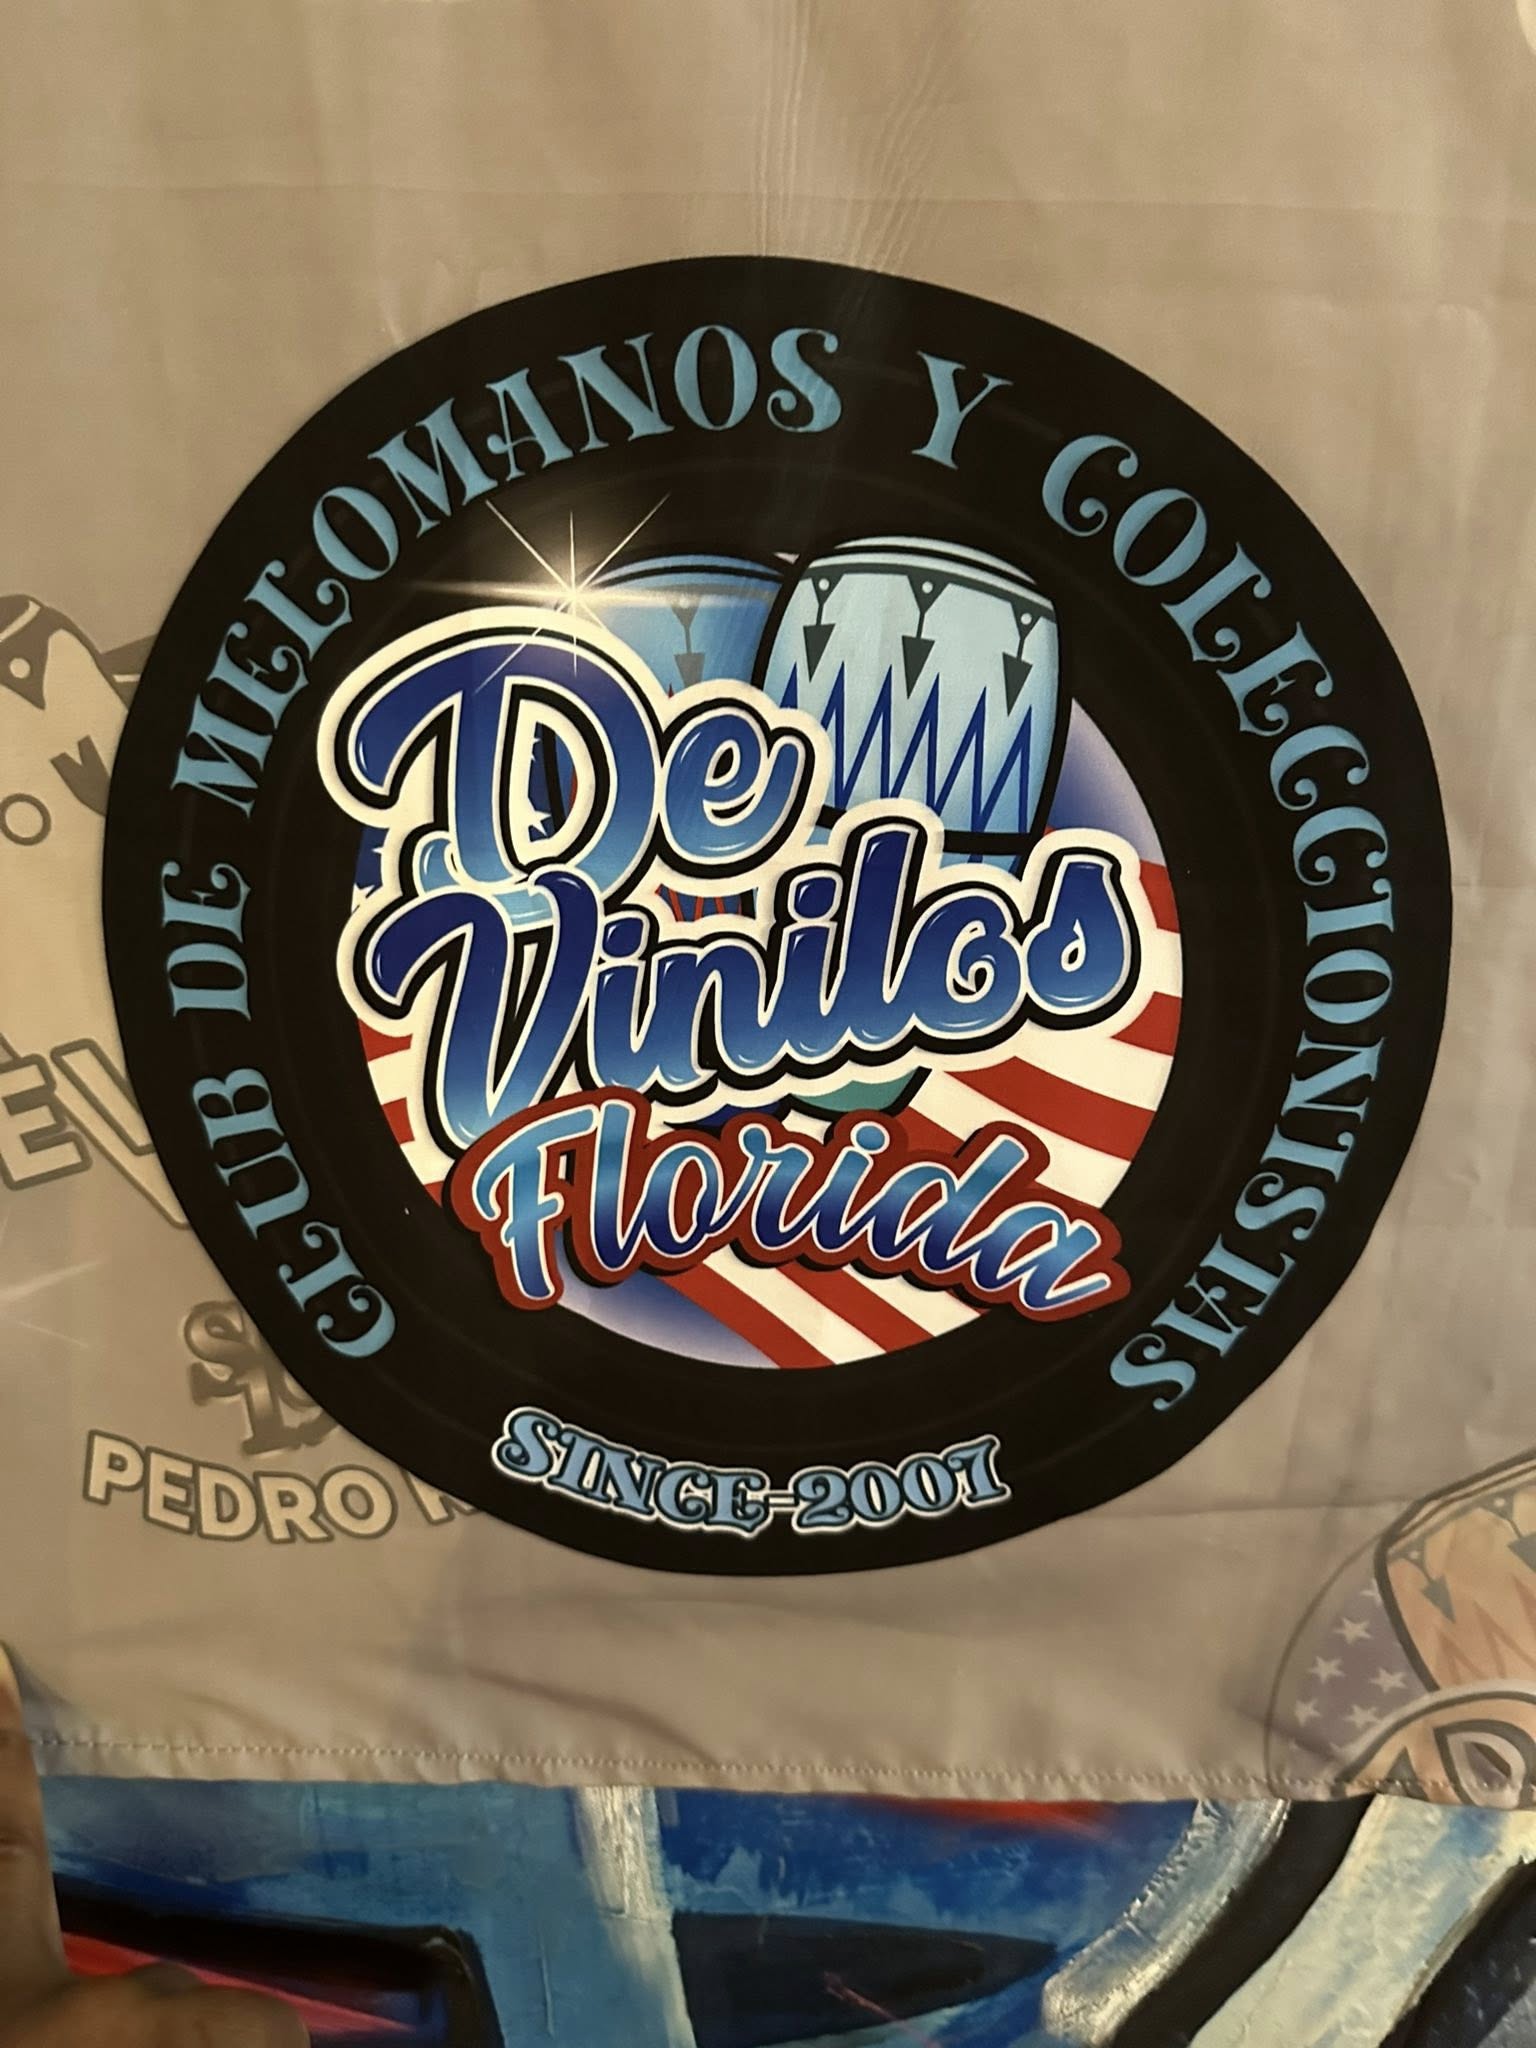 CLUB DE MELOMANOS Y COLECCIONISTAS
De
Vinilos
Florida
SINCE-2007
PEDRO